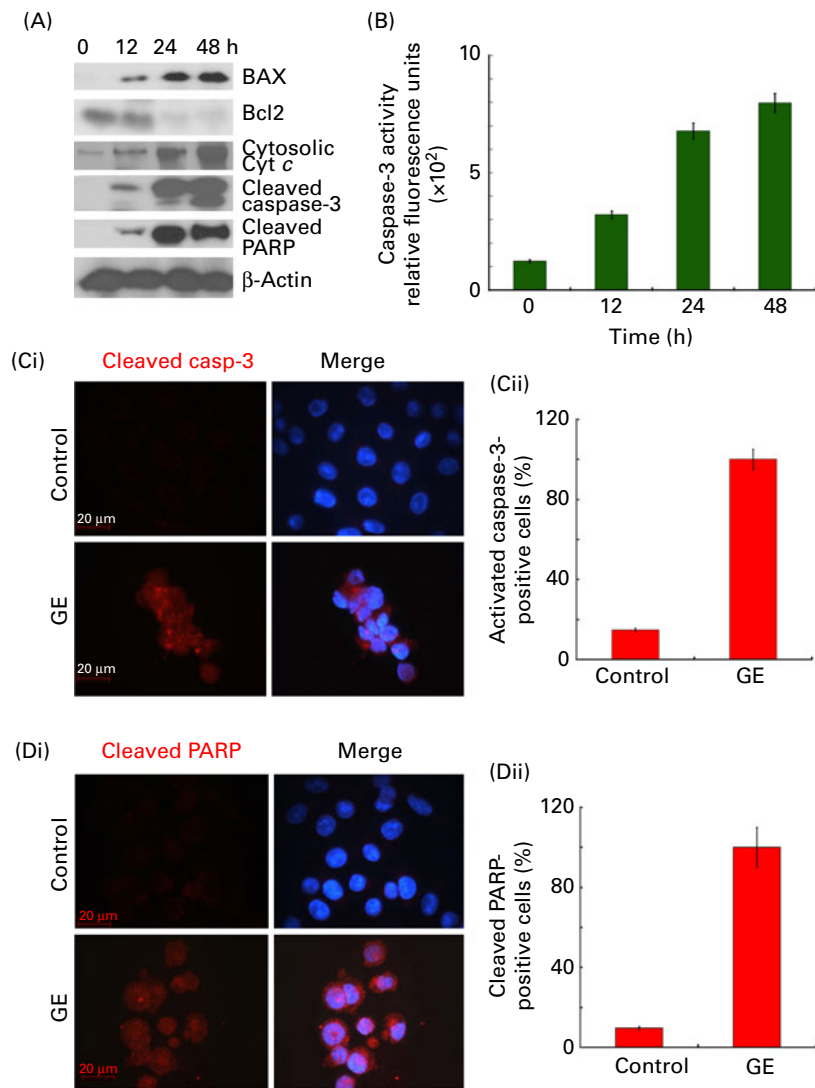 (A)
0 12 24 48 h
BAX
Bcl2
Cytosolic
Cyt c
Cleaved
caspase-3
Cleaved
PARP
β-Actin
(B)
Caspase-3 activity
relative fluorescence units
(×10²)
10
5
0
0 12 24 48
Time (h)
(Ci)
Cleaved casp-3 Merge
Control
20 μm
GE
20 μm
(Cii)
Activated caspase-3-
positive cells (%)
120
80
40
0
Control GE
(Di)
Cleaved PARP Merge
Control
20 μm
GE
20 μm
(Dii)
Cleaved PARP-
positive cells (%)
120
80
40
0
Control GE